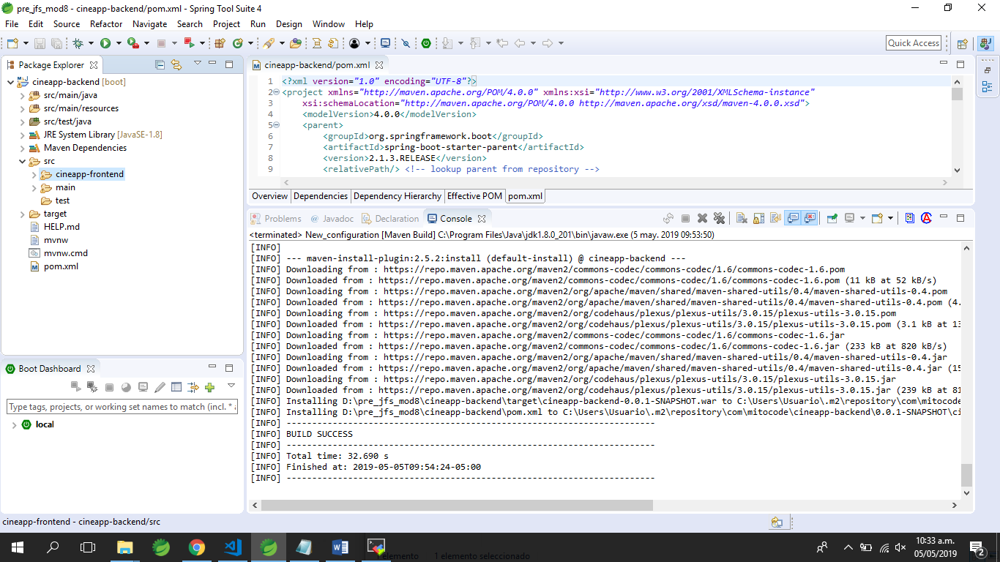 pre_jfs_mod8 - cineapp-backend/pom.xml - Spring Tool Suite 4
File Edit Source Refactor Navigate Search Project Run Design Window Help
Quick Access
Package Explorer
cineapp-backend [boot]
src/main/java
src/main/resources
src/test/java
JRE System Library [JavaSE-1.8]
Maven Dependencies
src
cineapp-frontend
main
test
target
HELP.md
mvnw
mvnw.cmd
pom.xml
Boot Dashboard
Type tags, projects, or working set names to match (incl. *
local
cineapp-backend/pom.xml
1 <?xml version="1.0" encoding="UTF-8"?>
2 <project xmlns="http://maven.apache.org/POM/4.0.0" xmlns:xsi="http://www.w3.org/2001/XMLSchema-instance"
3 xsi:schemaLocation="http://maven.apache.org/POM/4.0.0 http://maven.apache.org/xsd/maven-4.0.0.xsd">
4 <modelVersion>4.0.0</modelVersion>
5 <parent>
6 <groupId>org.springframework.boot</groupId>
7 <artifactId>spring-boot-starter-parent</artifactId>
8 <version>2.1.3.RELEASE</version>
9 <relativePath/> <!-- lookup parent from repository -->
Overview Dependencies Dependency Hierarchy Effective POM pom.xml
Problems @ Javadoc Declaration Console
<terminated> New_configuration [Maven Build] C:\Program Files\Java\jdk1.8.0_201\bin\javaw.exe (5 may. 2019 09:53:50)
[INFO]
[INFO] --- maven-install-plugin:2.5.2:install (default-install) @ cineapp-backend ---
[INFO] Downloading from : https://repo.maven.apache.org/maven2/commons-codec/commons-codec/1.6/commons-codec-1.6.pom
[INFO] Downloaded from : https://repo.maven.apache.org/maven2/commons-codec/commons-codec/1.6/commons-codec-1.6.pom (11 kB at 52 kB/s)
[INFO] Downloading from : https://repo.maven.apache.org/maven2/org/apache/maven/shared/maven-shared-utils/0.4/maven-shared-utils-0.4.pom
[INFO] Downloaded from : https://repo.maven.apache.org/maven2/org/apache/maven/shared/maven-shared-utils/0.4/maven-shared-utils-0.4.pom (4.
[INFO] Downloading from : https://repo.maven.apache.org/maven2/org/codehaus/plexus/plexus-utils/3.0.15/plexus-utils-3.0.15.pom
[INFO] Downloaded from : https://repo.maven.apache.org/maven2/org/codehaus/plexus/plexus-utils/3.0.15/plexus-utils-3.0.15.pom (3.1 kB at 13
[INFO] Downloading from : https://repo.maven.apache.org/maven2/commons-codec/commons-codec/1.6/commons-codec-1.6.jar
[INFO] Downloaded from : https://repo.maven.apache.org/maven2/commons-codec/commons-codec/1.6/commons-codec-1.6.jar (233 kB at 820 kB/s)
[INFO] Downloading from : https://repo.maven.apache.org/maven2/org/apache/maven/shared/maven-shared-utils/0.4/maven-shared-utils-0.4.jar
[INFO] Downloaded from : https://repo.maven.apache.org/maven2/org/apache/maven/shared/maven-shared-utils/0.4/maven-shared-utils-0.4.jar (15
[INFO] Downloading from : https://repo.maven.apache.org/maven2/org/codehaus/plexus/plexus-utils/3.0.15/plexus-utils-3.0.15.jar
[INFO] Downloaded from : https://repo.maven.apache.org/maven2/org/codehaus/plexus/plexus-utils/3.0.15/plexus-utils-3.0.15.jar (239 kB at 81
[INFO] Installing D:\pre_jfs_mod8\cineapp-backend\target\cineapp-backend-0.0.1-SNAPSHOT.war to C:\Users\Usuario\.m2\repository\com\mitocode
[INFO] Installing D:\pre_jfs_mod8\cineapp-backend\pom.xml to C:\Users\Usuario\.m2\repository\com\mitocode\cineapp-backend\0.0.1-SNAPSHOT\ci
[INFO] ------------------------------------------------------------------------
[INFO] BUILD SUCCESS
[INFO] ------------------------------------------------------------------------
[INFO] Total time: 32.690 s
[INFO] Finished at: 2019-05-05T09:54:24-05:00
[INFO] ------------------------------------------------------------------------
cineapp-frontend - cineapp-backend/src
1 elemento 1 elemento seleccionado
10:33 a.m.
05/05/2019
2